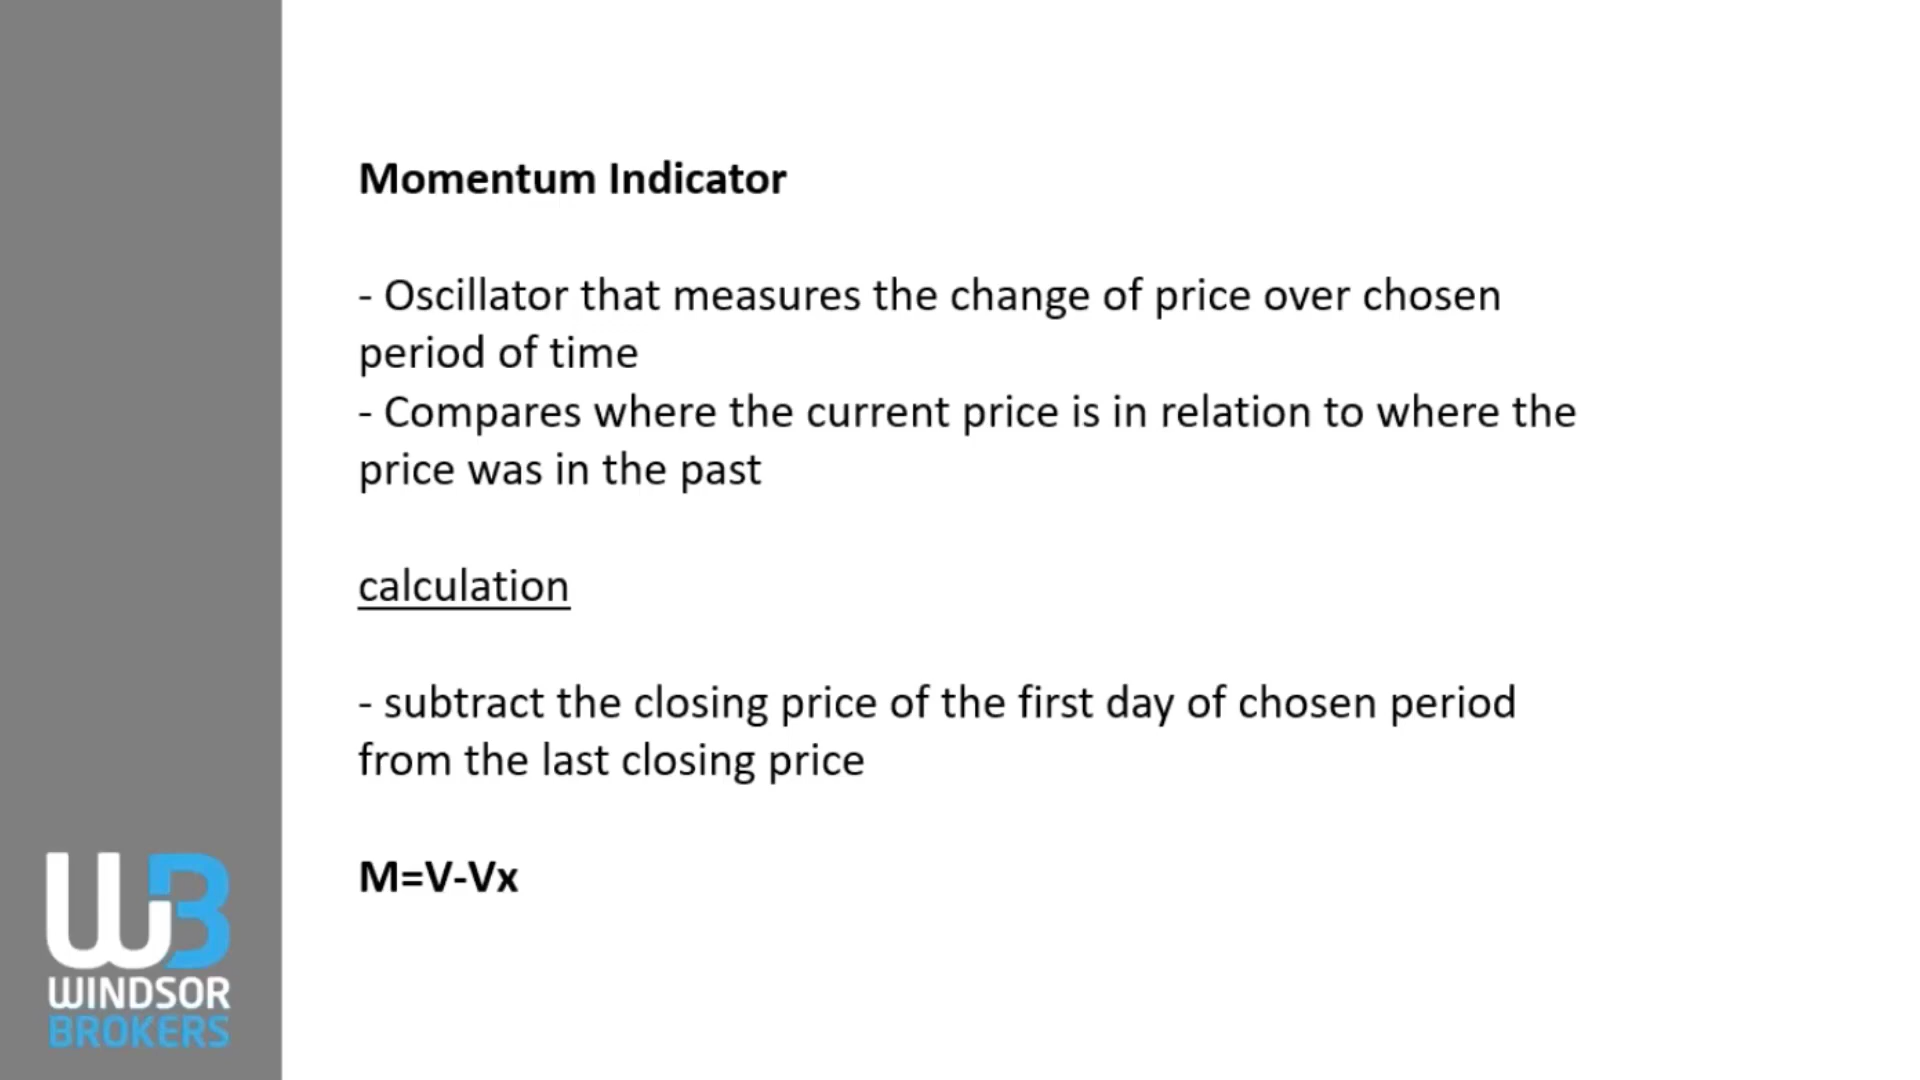 Momentum Indicator
- Oscillator that measures the change of price over chosen
period of time
- Compares where the current price is in relation to where the
price was in the past
calculation
- subtract the closing price of the first day of chosen period
from the last closing price
M=V-Vx
WB
WINDSOR
BROKERS